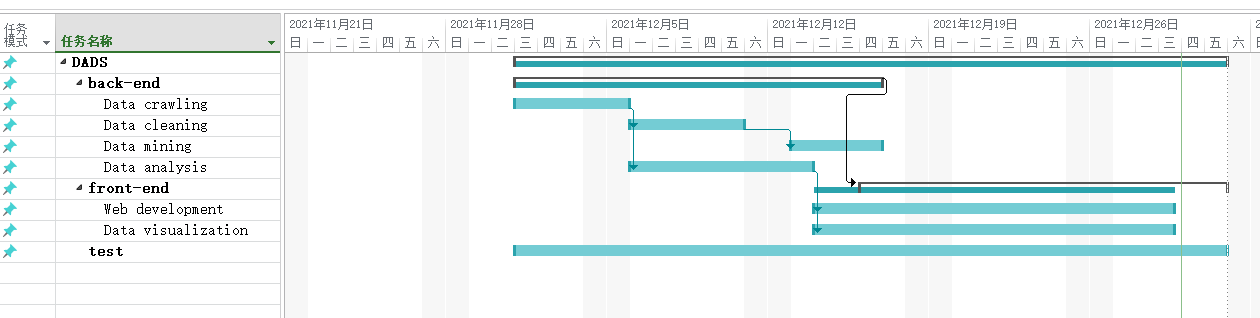 任务
模式
任务名称
2021年11月21日 2021年11月28日 2021年12月5日 2021年12月12日 2021年12月19日 2021年12月26日 2
日 一 二 三 四 五 六 日 一 二 三 四 五 六 日 一 二 三 四 五 六 日 一 二 三 四 五 六 日 一 二 三 四 五 六 日 一 二 三 四 五 六 日
DADS
back-end
Data crawling
Data cleaning
Data mining
Data analysis
front-end
Web development
Data visualization
test